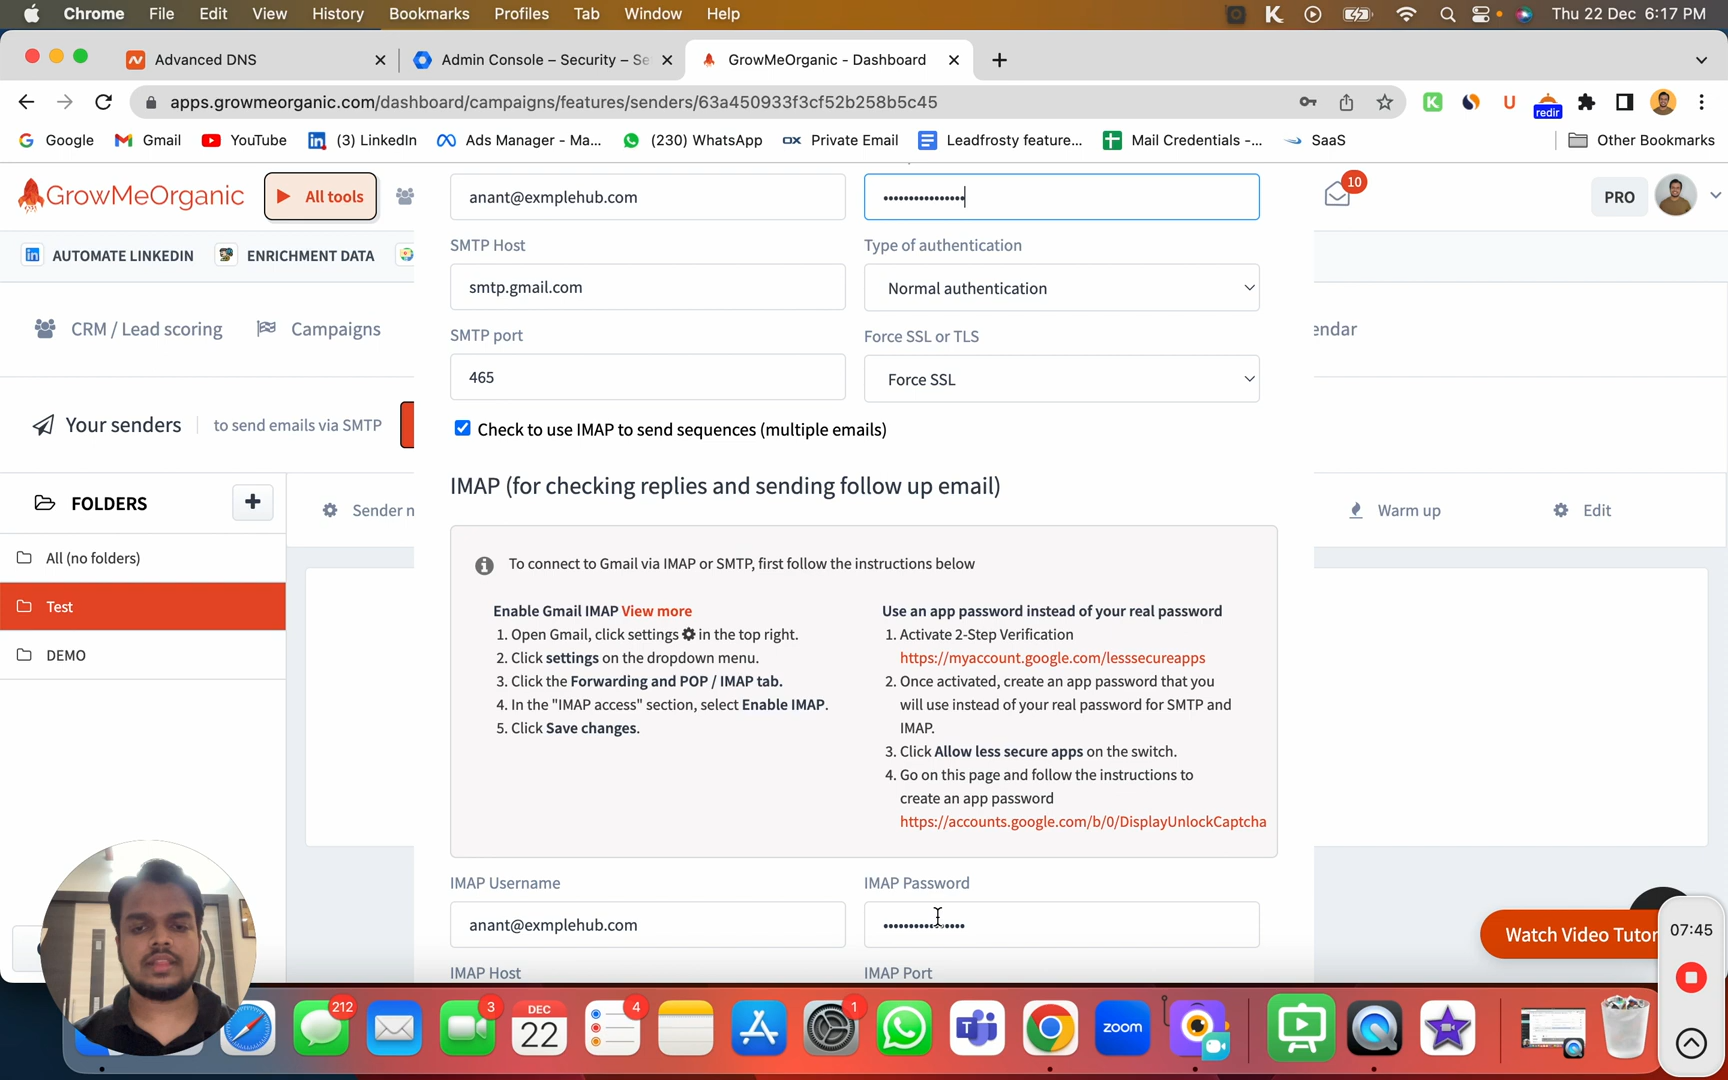 Chrome File Edit View History Bookmarks Profiles Tab Window Help Thu 22 Dec 6:17 PM
Advanced DNS Admin Console – Security – Se GrowMeOrganic - Dashboard
apps.growmeorganic.com/dashboard/campaigns/features/senders/63a450933f3cf52b258b5c45
redir
Google Gmail YouTube (3) LinkedIn Ads Manager - Ma... (230) WhatsApp Private Email Leadfrosty feature... Mail Credentials -... SaaS Other Bookmarks
GrowMeOrganic All tools anant@exmplehub.com 10 PRO
SMTP Host Type of authentication
AUTOMATE LINKEDIN ENRICHMENT DATA
smtp.gmail.com Normal authentication
CRM / Lead scoring Campaigns endar
SMTP port Force SSL or TLS
465 Force SSL
Your senders to send emails via SMTP
Check to use IMAP to send sequences (multiple emails)
IMAP (for checking replies and sending follow up email)
FOLDERS Sender n Warm up Edit
All (no folders)
Test
DEMO
To connect to Gmail via IMAP or SMTP, first follow the instructions below
Enable Gmail IMAP View more
1. Open Gmail, click settings in the top right.
2. Click settings on the dropdown menu.
3. Click the Forwarding and POP / IMAP tab.
4. In the "IMAP access" section, select Enable IMAP.
5. Click Save changes.
Use an app password instead of your real password
1. Activate 2-Step Verification
https://myaccount.google.com/lesssecureapps
2. Once activated, create an app password that you
will use instead of your real password for SMTP and
IMAP.
3. Click Allow less secure apps on the switch.
4. Go on this page and follow the instructions to
create an app password
https://accounts.google.com/b/0/DisplayUnlockCaptcha
IMAP Username IMAP Password
anant@exmplehub.com
IMAP Host IMAP Port
Watch Video Tutor
07:45
212 3 DEC 22 4 1 zoom